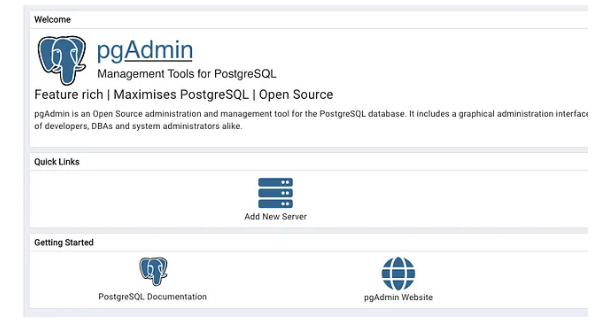 Welcome
pgAdmin
Management Tools for PostgreSQL
Feature rich | Maximises PostgreSQL | Open Source
pgAdmin is an Open Source administration and management tool for the PostgreSQL database. It includes a graphical administration interface
of developers, DBAs and system administrators alike.
Quick Links
Add New Server
Getting Started
PostgreSQL Documentation
pgAdmin Website